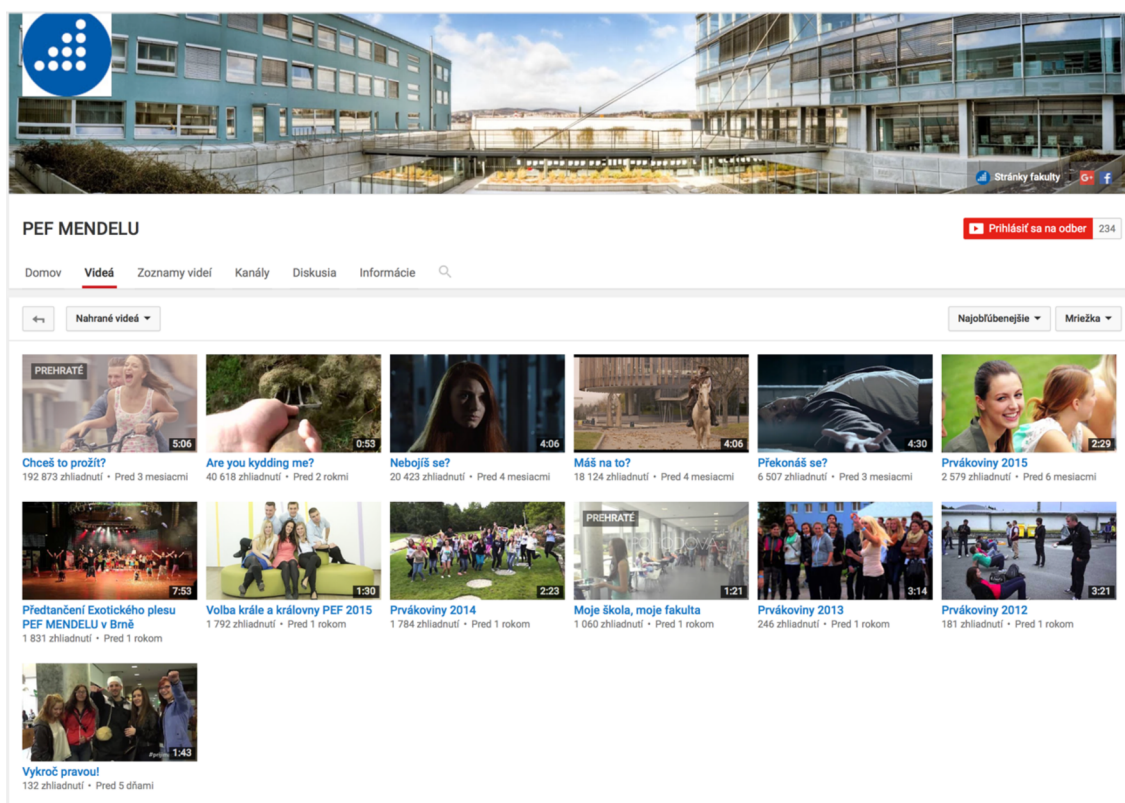 Stránky fakulty
G+ f
PEF MENDELU
Prihlásiť sa na odber 234
Domov Videá Zoznamy videí Kanály Diskusia Informácie
Nahrané videá
Najobľúbenejšie Mriežka
PREHRATÉ
5:06
Chceš to prožít?
192 873 zhliadnutí • Pred 3 mesiacmi
0:53
Are you kydding me?
40 618 zhliadnutí • Pred 2 rokmi
4:06
Nebojíš se?
20 423 zhliadnutí • Pred 4 mesiacmi
4:06
Máš na to?
18 124 zhliadnutí • Pred 4 mesiacmi
4:30
Překonáš se?
6 507 zhliadnutí • Pred 3 mesiacmi
2:29
Prvákoviny 2015
2 579 zhliadnutí • Pred 6 mesiacmi
7:53
Předtančení Exotického plesu
PEF MENDELU v Brně
1 831 zhliadnutí • Pred 1 rokom
1:30
Volba krále a královny PEF 2015
1 792 zhliadnutí • Pred 1 rokom
2:23
Prvákoviny 2014
1 784 zhliadnutí • Pred 1 rokom
PREHRATÉ
1:21
Moje škola, moje fakulta
1 060 zhliadnutí • Pred 1 rokom
3:14
Prvákoviny 2013
246 zhliadnutí • Pred 1 rokom
3:21
Prvákoviny 2012
181 zhliadnutí • Pred 1 rokom
1:43
Vykroč pravou!
132 zhliadnutí • Pred 5 dňami